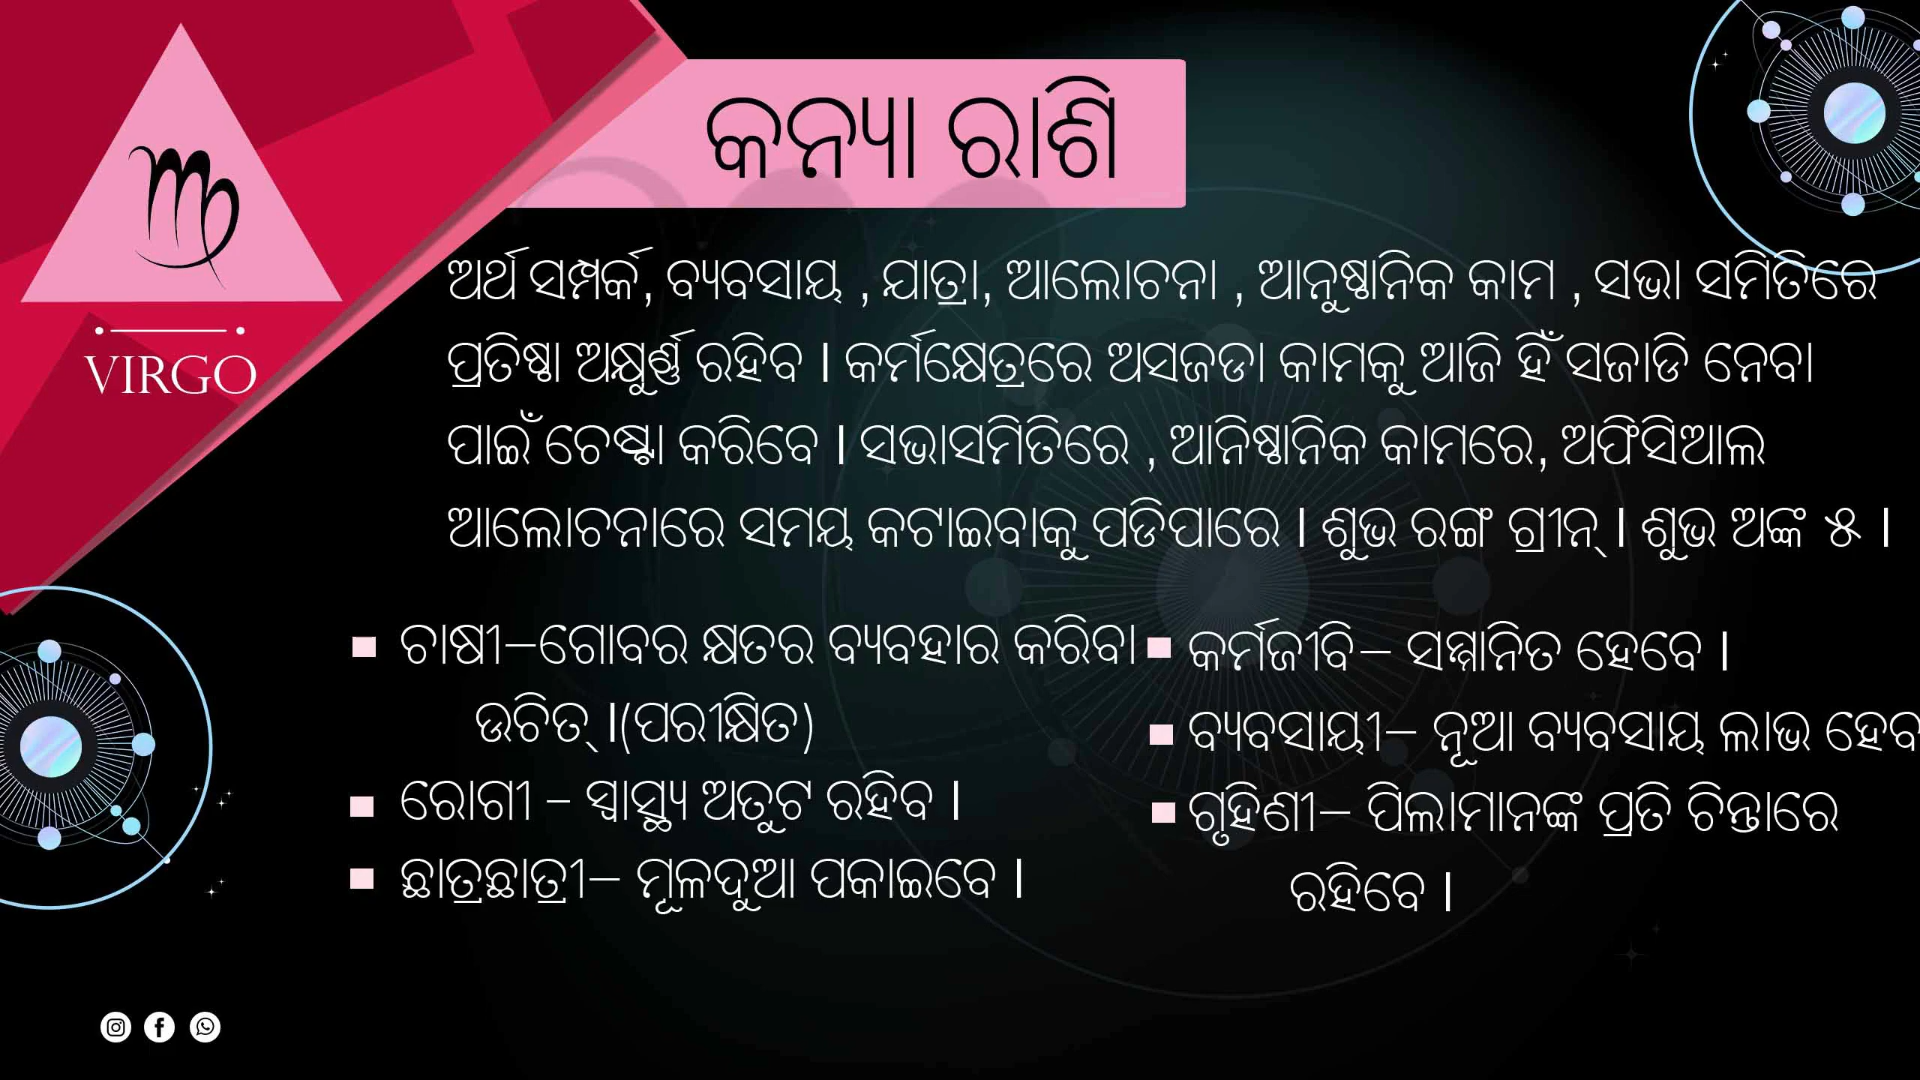 କନ୍ୟା ରାଶି
VIRGO
ଅର୍ଥ ସମ୍ପର୍କ, ବ୍ୟବସାୟ , ଯାତ୍ରା, ଆଲୋଚନା , ଆନୁଷ୍ଠାନିକ କାମ , ସଭା ସମିତିରେ
ପ୍ରତିଷ୍ଠା ଅକ୍ଷୁର୍ଣ୍ଣ ରହିବ । କର୍ମକ୍ଷେତ୍ରରେ ଅସଜଡା କାମକୁ ଆଜି ହିଁ ସଜାଡି ନେବା
ପାଇଁ ଚେଷ୍ଟା କରିବେ । ସଭାସମିତିରେ , ଆନିଷ୍ଠାନିକ କାମରେ, ଅଫିସିଆଲ
ଆଲୋଚନାରେ ସମୟ କଟାଇବାକୁ ପଡିପାରେ । ଶୁଭ ରଙ୍ଗ ଗ୍ରୀନ୍ । ଶୁଭ ଅଙ୍କ ୫ ।
ଚାଷୀ–ଗୋବର କ୍ଷତର ବ୍ୟବହାର କରିବା
ଉଚିତ୍ ।(ପରୀକ୍ଷିତ)
ରୋଗୀ – ସ୍ୱାସ୍ଥ୍ୟ ଅତୁଟ ରହିବ ।
ଛାତ୍ରଛାତ୍ରୀ– ମୂଳଦୁଆ ପକାଇବେ ।
କର୍ମଜୀବି– ସମ୍ମାନିତ ହେବେ ।
ବ୍ୟବସାୟୀ– ନୂଆ ବ୍ୟବସାୟ ଲାଭ ହେବ
ଗୃହିଣୀ– ପିଲାମାନଙ୍କ ପ୍ରତି ଚିନ୍ତାରେ
ରହିବେ ।